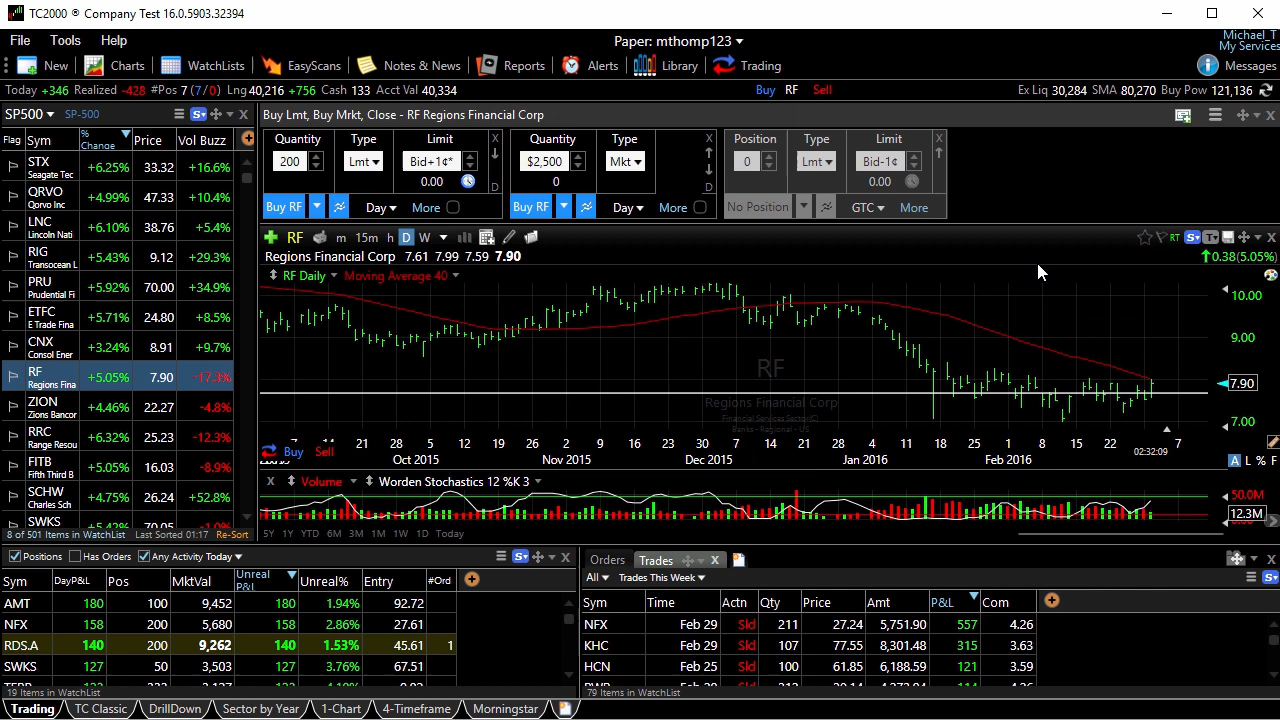 TC2000 ® Company Test 16.0.5903.32394
File Tools Help
Paper: mthomp123
Michael_T
My Services
New Charts WatchLists EasyScans Notes & News Reports Alerts Library Trading Messages
Today +346 Realized -428 #Pos 7 (7/0) Lng 40,216 +756 Cash 133 Acct Val 40,334 Buy RF Sell Ex Liq 30,284 SMA 80,270 Buy Pow 121,136
SP500 SP-500
Flag Sym % Change Price Vol Buzz
STX Seagate Tec +6.25% 33.32 +16.6%
QRVO Qorvo Inc +4.99% 47.33 +10.4%
LNC Lincoln Nati +6.10% 38.76 +5.4%
RIG Transocean L +5.43% 9.12 +29.3%
PRU Prudential Fi +5.92% 70.00 +34.9%
ETFC E Trade Fina +5.71% 24.80 +8.5%
CNX Consol Ener +3.24% 8.91 +9.7%
RF Regions Fina +5.05% 7.90 -17.3%
ZION Zions Bancor +4.46% 22.27 -4.8%
RRC Range Resou +6.32% 25.23 -12.3%
FITB Fifth Third B +5.05% 16.03 -8.9%
SCHW Charles Sch +4.75% 26.24 +52.8%
SWKS
8 of 501 Items in WatchList Last Sorted 01:17 Re-Sort
Buy Lmt, Buy Mrkt, Close - RF Regions Financial Corp
Quantity Type Limit X
200 Lmt Bid+1¢*
0.00 D
Buy RF Day More
Quantity Type X
$2,500 Mkt
0 D
Buy RF Day More
Position Type Limit X
0 Lmt Bid-1¢
0.00
No Position GTC More
RF m 15m h D W RT
Regions Financial Corp 7.61 7.99 7.59 7.90
0.38(5.05%)
RF Daily Moving Average 40
10.00
9.00
7.90
7.00
RF
Regions Financial Corp
Financial Services Sector(C)
Banks - Regional - US
Buy Sell
7 14 21 28 5 12 19 26 2 9 16 23 30 7 14 21 28 4 11 18 25 1 8 15 22 7
02:32:09
Oct 2015 Nov 2015 Dec 2015 Jan 2016 Feb 2016
A L % F
X Volume Worden Stochastics 12 %K 3
50.0M
12.3M
5Y 1Y YTD 6M 3M 1M 1W 1D Today
Positions Has Orders Any Activity Today
Sym DayP&L Pos MktVal Unreal P&L Unreal% Entry #Ord
AMT 180 100 9,452 180 1.94% 92.72
NFX 158 200 5,680 158 2.86% 27.61
RDS.A 140 200 9,262 140 1.53% 45.61 1
SWKS 127 50 3,503 127 3.76% 67.51
19 Items in WatchList
Orders Trades X
All Trades This Week
Sym Time Actn Qty Price Amt P&L Com
NFX Feb 29 Sld 211 27.24 5,751.90 557 4.26
KHC Feb 29 Sld 107 77.55 8,301.48 315 3.63
HCN Feb 25 Sld 100 61.85 6,188.59 121 3.59
79 Items in WatchList
Trading TC Classic DrillDown Sector by Year 1-Chart 4-Timeframe Morningstar